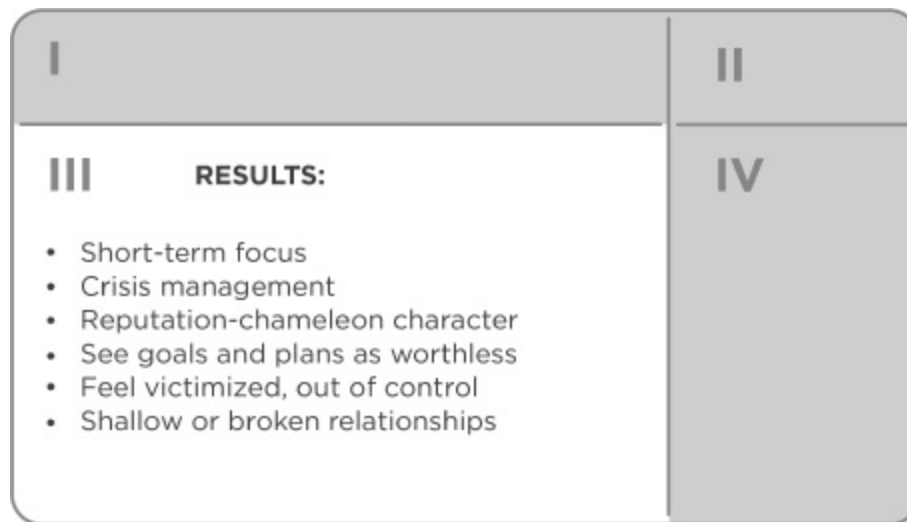 I
II
III RESULTS:
IV
• Short-term focus
• Crisis management
• Reputation-chameleon character
• See goals and plans as worthless
• Feel victimized, out of control
• Shallow or broken relationships